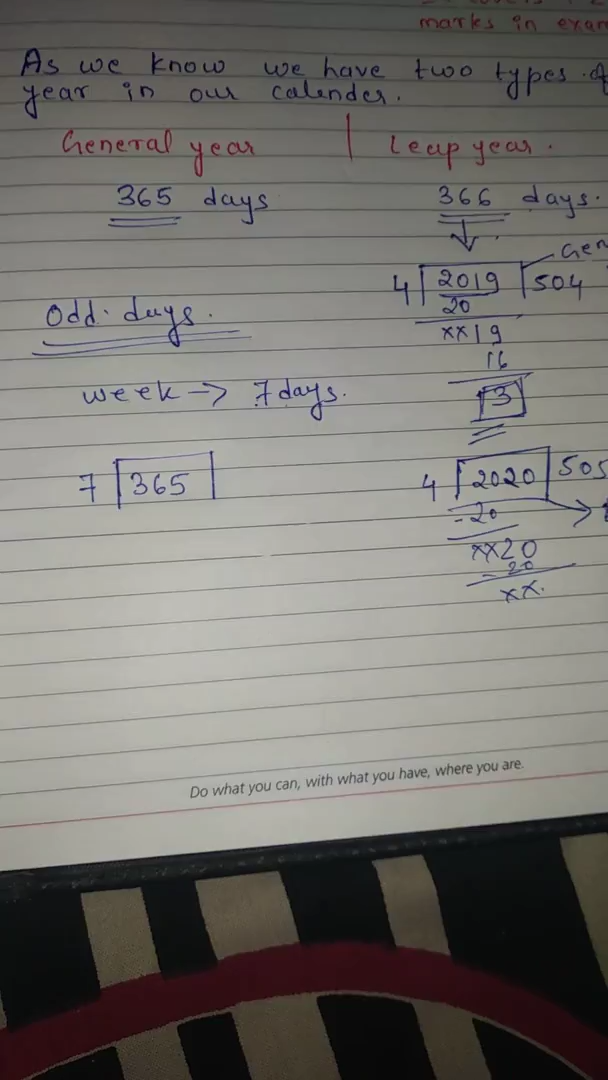 marks in exam
As we know we have two types of
year in our calender.
General year | Leap year.
365 days 366 days.
Gen
4 2019 504
20
xx19
16
3
Odd. days.
week -> 7 days.
7 365
4 2020 505
-20
xx20
-20
xx.
Do what you can, with what you have, where you are.